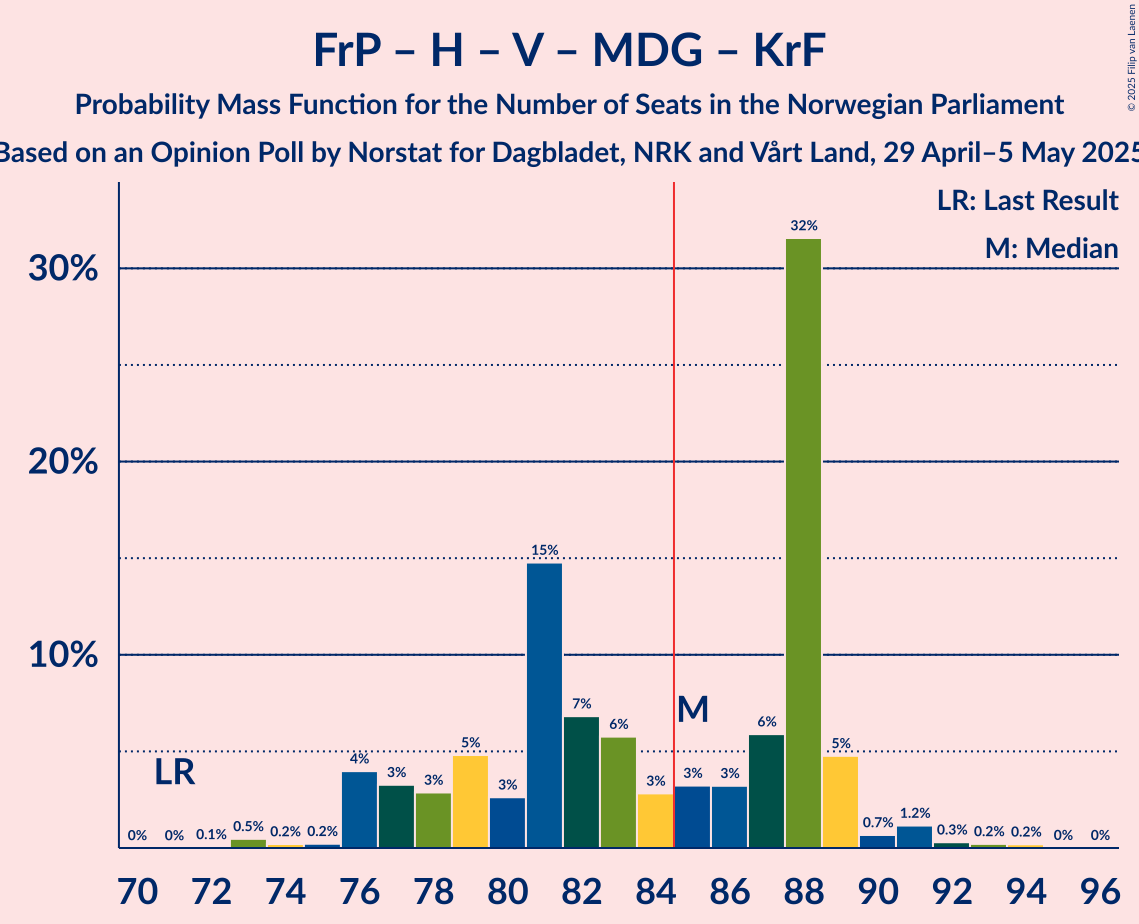 FrP – H – V – MDG – KrF
Probability Mass Function for the Number of Seats in the Norwegian Parliament
Based on an Opinion Poll by Norstat for Dagbladet, NRK and Vårt Land, 29 April–5 May 2025
© 2025 Filip van Laenen
LR: Last Result
M: Median
30%
20%
10%
LR
M
0% 0% 0.1% 0.5% 0.2% 0.2% 4% 3% 3% 5% 3% 15% 7% 6% 3% 3% 3% 6% 32% 5% 0.7% 1.2% 0.3% 0.2% 0.2% 0% 0%
70 72 74 76 78 80 82 84 86 88 90 92 94 96